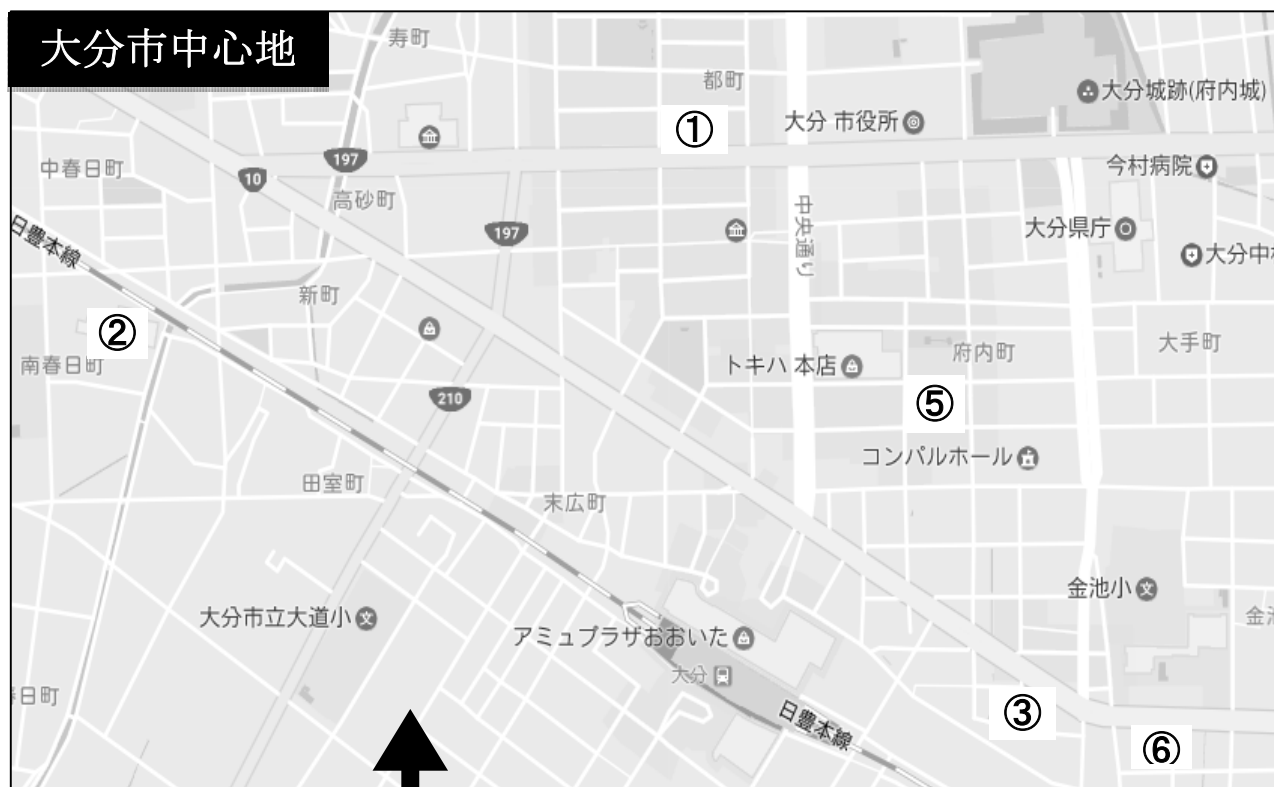 大分市中心地
寿町
都町
大分城跡(府内城)
①
大分 市役所
197
中春日町
10
今村病院
高砂町
197
中央通り
大分県庁
日豊本線
大分中
新町
②
南春日町
トキハ 本店
府内町
大手町
210
⑤
コンパルホール
田室町
末広町
金池小
文
大分市立大道小
文
金池
アミュプラザおおいた
大分
日町
日豊本線
③
⑥